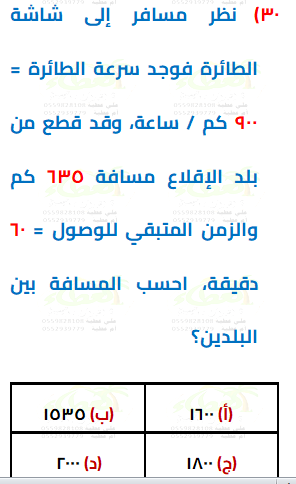 ٣٠) نظر مسافر إلى شاشة
الطائرة فوجد سرعة الطائرة =
٩٠٠ كم / ساعة، وقد قطع من
بلد الإقلاع مسافة ٦٣٥ كم
والزمن المتبقي للوصول = ٦٠
دقيقة، احسب المسافة بين
البلدين؟
(أ) ١٦٠٠ (ب) ١٥٣٥
(ج) ١٨٠٠ (د) ٢٠٠٠